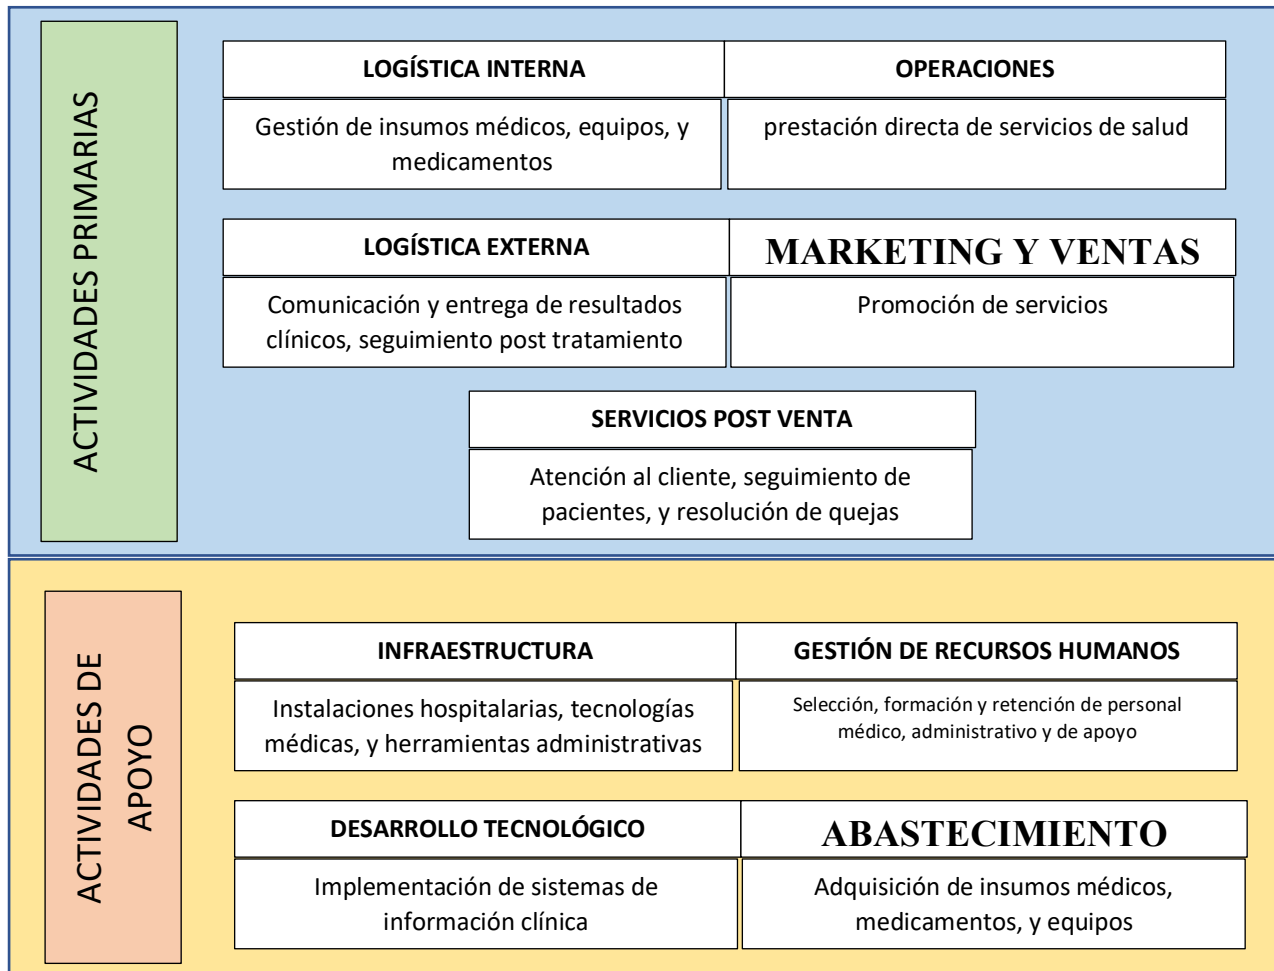 ACTIVIDADES PRIMARIAS
LOGÍSTICA INTERNA
OPERACIONES
Gestión de insumos médicos, equipos, y
medicamentos
prestación directa de servicios de salud
LOGÍSTICA EXTERNA
MARKETING Y VENTAS
Comunicación y entrega de resultados
clínicos, seguimiento post tratamiento
Promoción de servicios
SERVICIOS POST VENTA
Atención al cliente, seguimiento de
pacientes, y resolución de quejas
ACTIVIDADES DE
APOYO
INFRAESTRUCTURA
GESTIÓN DE RECURSOS HUMANOS
Instalaciones hospitalarias, tecnologías
médicas, y herramientas administrativas
Selección, formación y retención de personal
médico, administrativo y de apoyo
DESARROLLO TECNOLÓGICO
ABASTECIMIENTO
Implementación de sistemas de
información clínica
Adquisición de insumos médicos,
medicamentos, y equipos